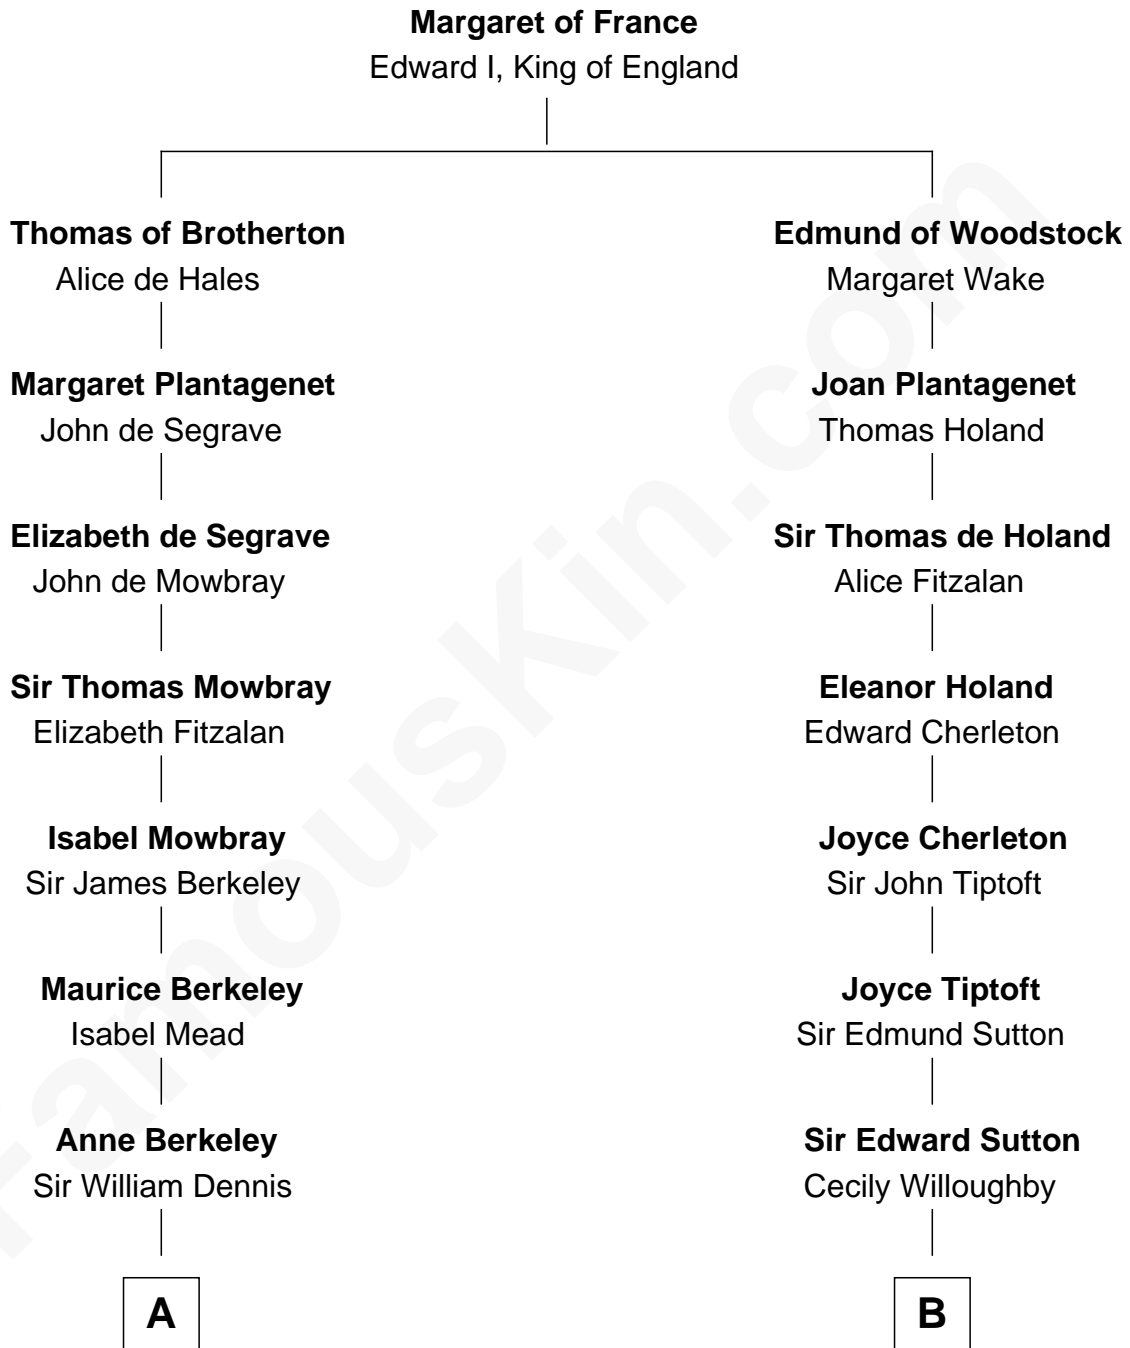 Margaret of France
Edward I, King of England
Thomas of Brotherton
Alice de Hales
Margaret Plantagenet
John de Segrave
Elizabeth de Segrave
John de Mowbray
Sir Thomas Mowbray
Elizabeth Fitzalan
Isabel Mowbray
Sir James Berkeley
Maurice Berkeley
Isabel Mead
Anne Berkeley
Sir William Dennis
A
Edmund of Woodstock
Margaret Wake
Joan Plantagenet
Thomas Holand
Sir Thomas de Holand
Alice Fitzalan
Eleanor Holand
Edward Cherleton
Joyce Cherleton
Sir John Tiptoft
Joyce Tiptoft
Sir Edmund Sutton
Sir Edward Sutton
Cecily Willoughby
B
FamousKin.com